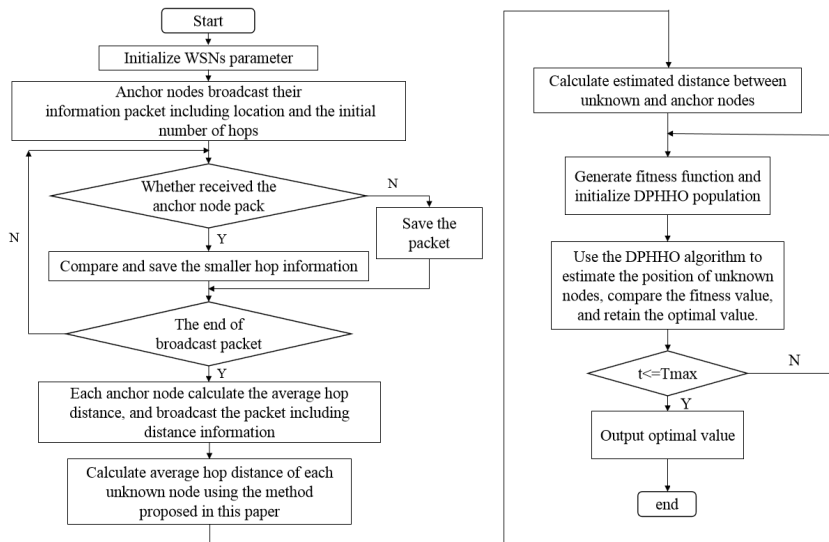 Start
Initialize WSNs parameter
Anchor nodes broadcast their
information packet including location and the initial
number of hops
Whether received the
anchor node pack
N
Save the
packet
Y
Compare and save the smaller hop information
N
The end of
broadcast packet
Y
Each anchor node calculate the average hop
distance, and broadcast the packet including
distance information
Calculate average hop distance of each
unknown node using the method
proposed in this paper
Calculate estimated distance between
unknown and anchor nodes
Generate fitness function and
initialize DPHHO population
Use the DPHHO algorithm to
estimate the position of unknown
nodes, compare the fitness value,
and retain the optimal value.
t<=Tmax
N
Y
Output optimal value
end